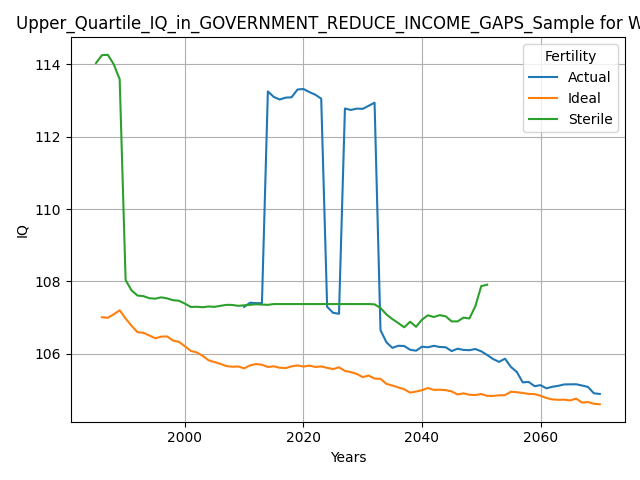 Upper_Quartile_IQ_in_GOVERNMENT_REDUCE_INCOME_GAPS_Sample for W
Fertility
Actual
Ideal
Sterile
114
112
110
108
106
IQ
2000
2020
2040
2060
Years